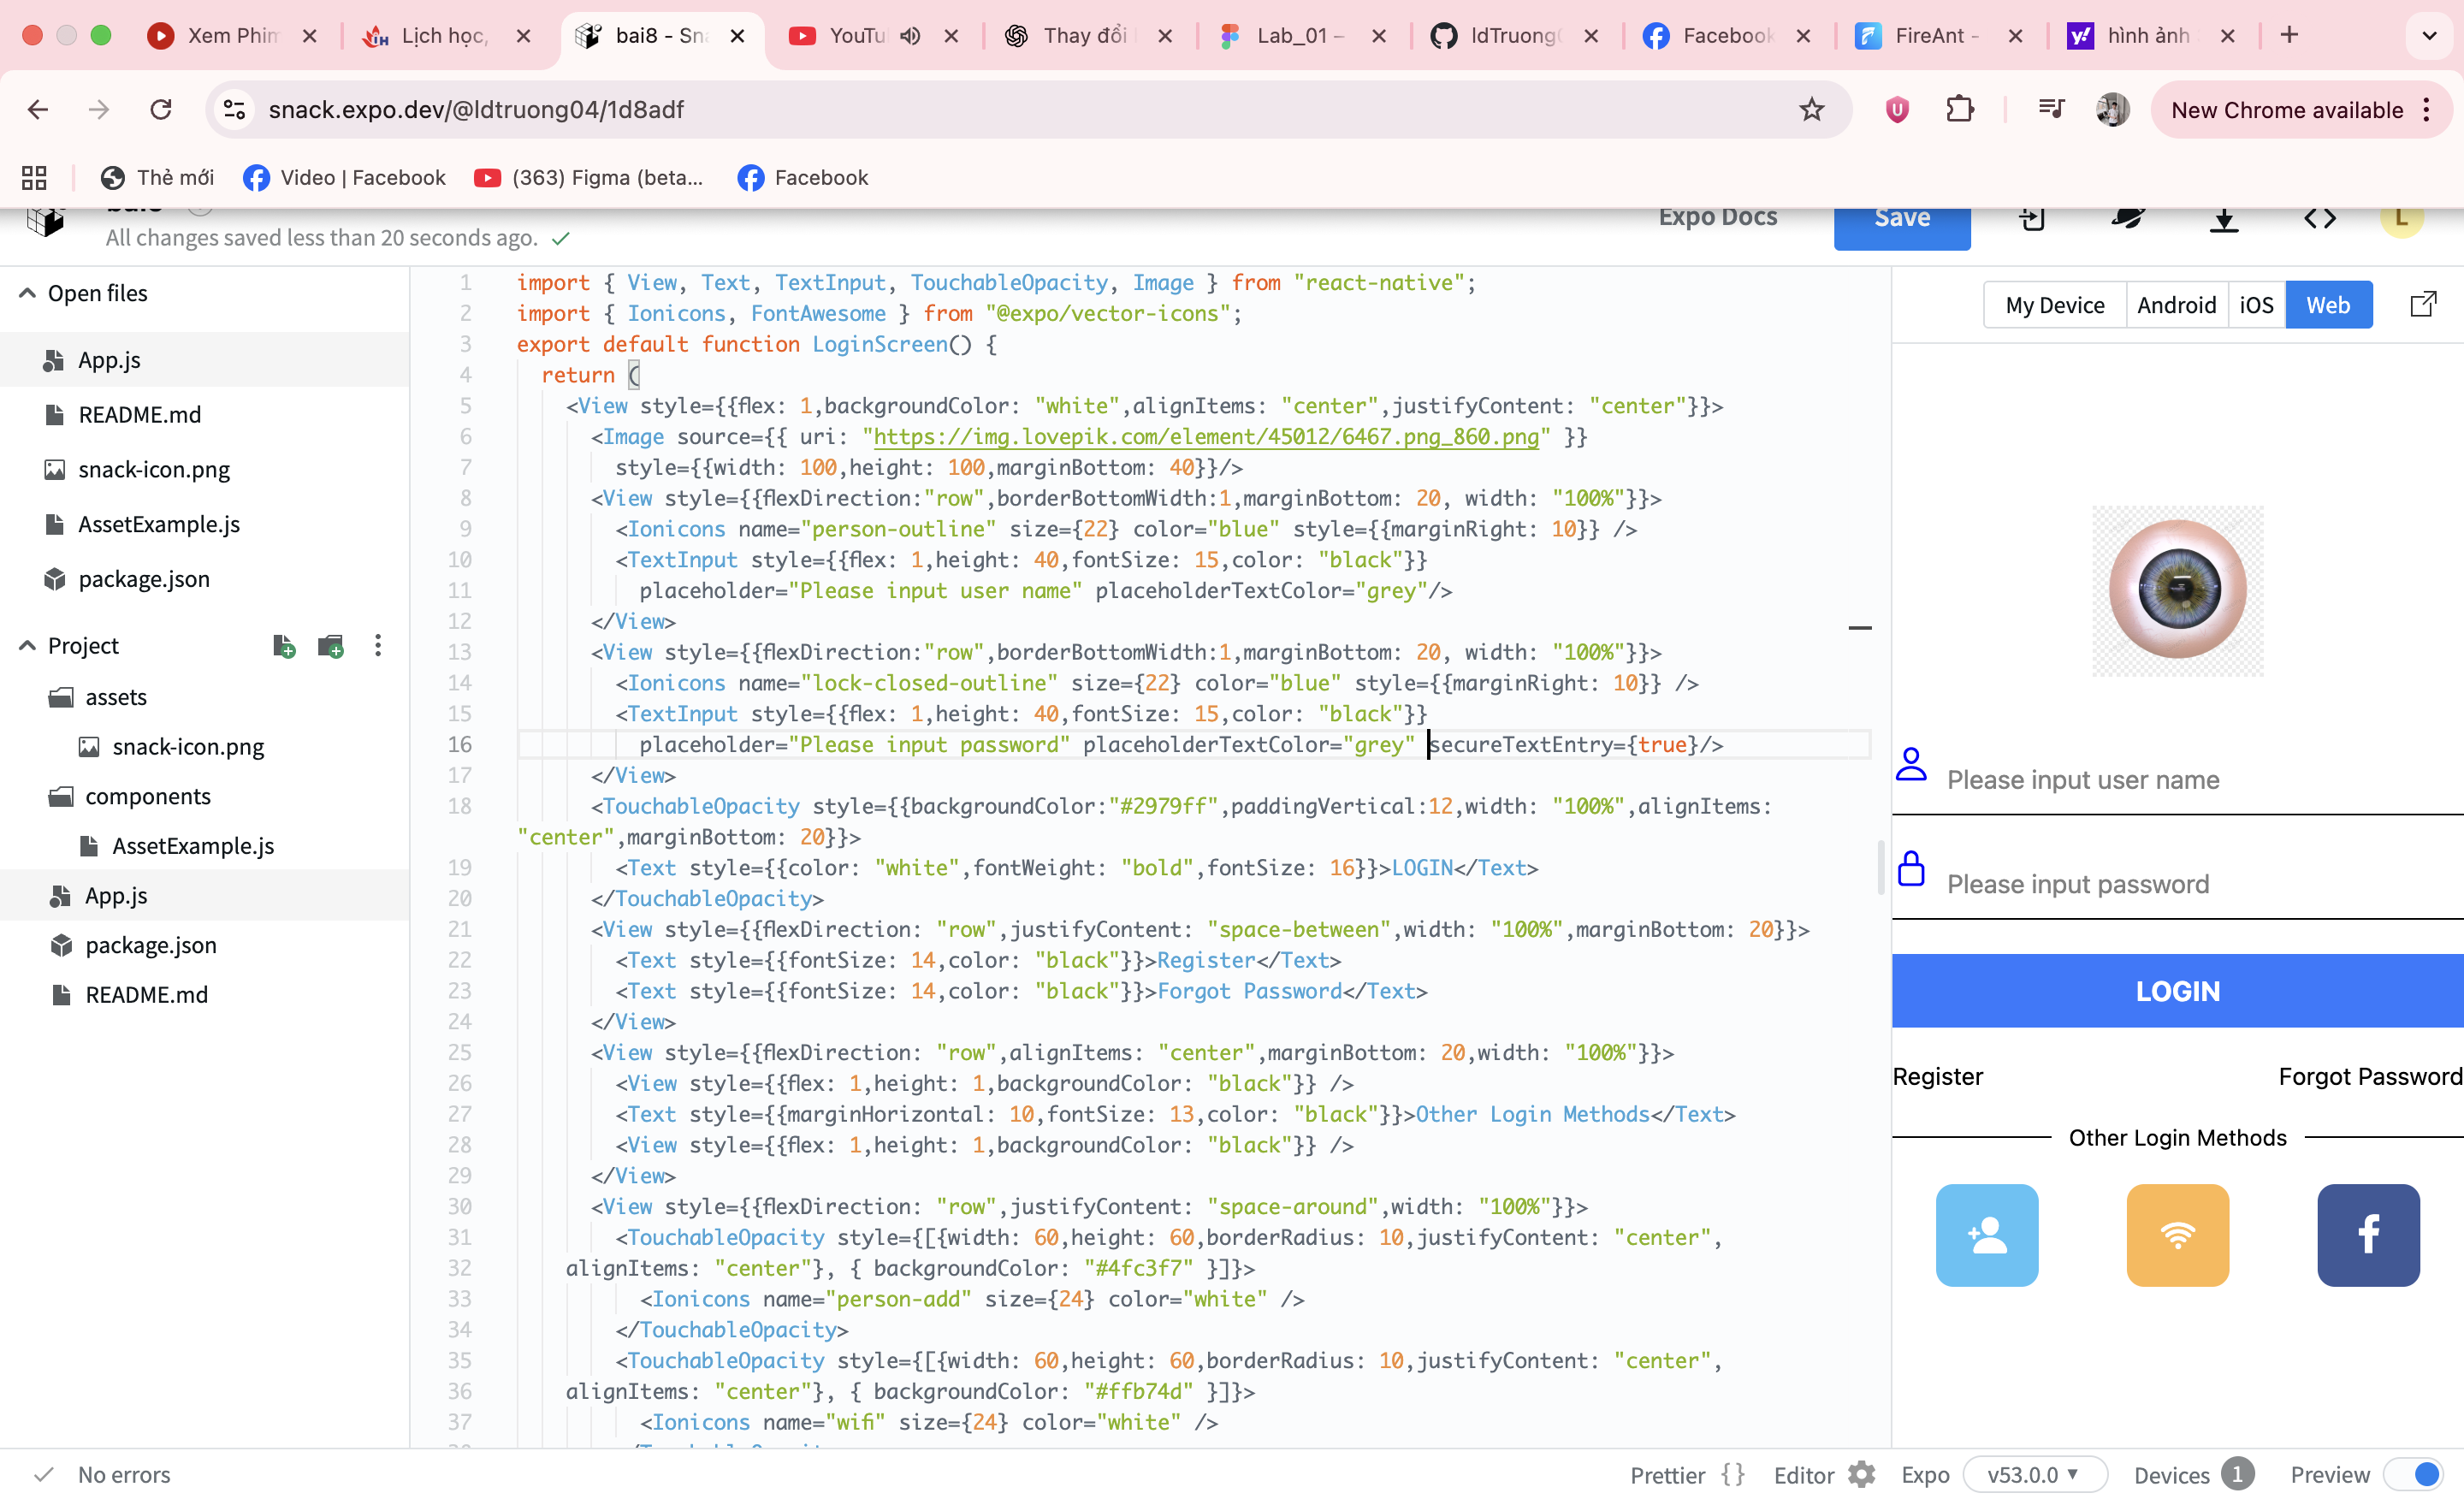 Xem Phim
Lịch học,
bai8 - Sna
YouTu
Thay đổi
Lab_01 –
ldTruong0
Facebook
FireAnt -
hình ảnh
snack.expo.dev/@ldtruong04/1d8adf
New Chrome available
Thẻ mới
Video | Facebook
(363) Figma (beta...
Facebook
bai8
All changes saved less than 20 seconds ago.
Expo Docs
Save
L
Open files
App.js
README.md
snack-icon.png
AssetExample.js
package.json
Project
assets
snack-icon.png
components
AssetExample.js
App.js
package.json
README.md
1 import { View, Text, TextInput, TouchableOpacity, Image } from "react-native";
2 import { Ionicons, FontAwesome } from "@expo/vector-icons";
3 export default function LoginScreen() {
4 return (
5 <View style={{flex: 1,backgroundColor: "white",alignItems: "center",justifyContent: "center"}}>
6 <Image source={{ uri: "https://img.lovepik.com/element/45012/6467.png_860.png" }}
7 style={{width: 100,height: 100,marginBottom: 40}}/>
8 <View style={{flexDirection:"row",borderBottomWidth:1,marginBottom: 20, width: "100%"}}>
9 <Ionicons name="person-outline" size={22} color="blue" style={{marginRight: 10}} />
10 <TextInput style={{flex: 1,height: 40,fontSize: 15,color: "black"}}
11 placeholder="Please input user name" placeholderTextColor="grey"/>
12 </View>
13 <View style={{flexDirection:"row",borderBottomWidth:1,marginBottom: 20, width: "100%"}}>
14 <Ionicons name="lock-closed-outline" size={22} color="blue" style={{marginRight: 10}} />
15 <TextInput style={{flex: 1,height: 40,fontSize: 15,color: "black"}}
16 placeholder="Please input password" placeholderTextColor="grey" secureTextEntry={true}/>
17 </View>
18 <TouchableOpacity style={{backgroundColor:"#2979ff",paddingVertical:12,width: "100%",alignItems:
"center",marginBottom: 20}}>
19 <Text style={{color: "white",fontWeight: "bold",fontSize: 16}}>LOGIN</Text>
20 </TouchableOpacity>
21 <View style={{flexDirection: "row",justifyContent: "space-between",width: "100%",marginBottom: 20}}>
22 <Text style={{fontSize: 14,color: "black"}}>Register</Text>
23 <Text style={{fontSize: 14,color: "black"}}>Forgot Password</Text>
24 </View>
25 <View style={{flexDirection: "row",alignItems: "center",marginBottom: 20,width: "100%"}}>
26 <View style={{flex: 1,height: 1,backgroundColor: "black"}} />
27 <Text style={{marginHorizontal: 10,fontSize: 13,color: "black"}}>Other Login Methods</Text>
28 <View style={{flex: 1,height: 1,backgroundColor: "black"}} />
29 </View>
30 <View style={{flexDirection: "row",justifyContent: "space-around",width: "100%"}}>
31 <TouchableOpacity style={[{width: 60,height: 60,borderRadius: 10,justifyContent: "center",
32 alignItems: "center"}, { backgroundColor: "#4fc3f7" }]}>
33 <Ionicons name="person-add" size={24} color="white" />
34 </TouchableOpacity>
35 <TouchableOpacity style={[{width: 60,height: 60,borderRadius: 10,justifyContent: "center",
36 alignItems: "center"}, { backgroundColor: "#ffb74d" }]}>
37 <Ionicons name="wifi" size={24} color="white" />
My Device
Android
iOS
Web
Please input user name
Please input password
LOGIN
Register
Forgot Password
Other Login Methods
No errors
Prettier {}
Editor
Expo
v53.0.0
Devices 1
Preview